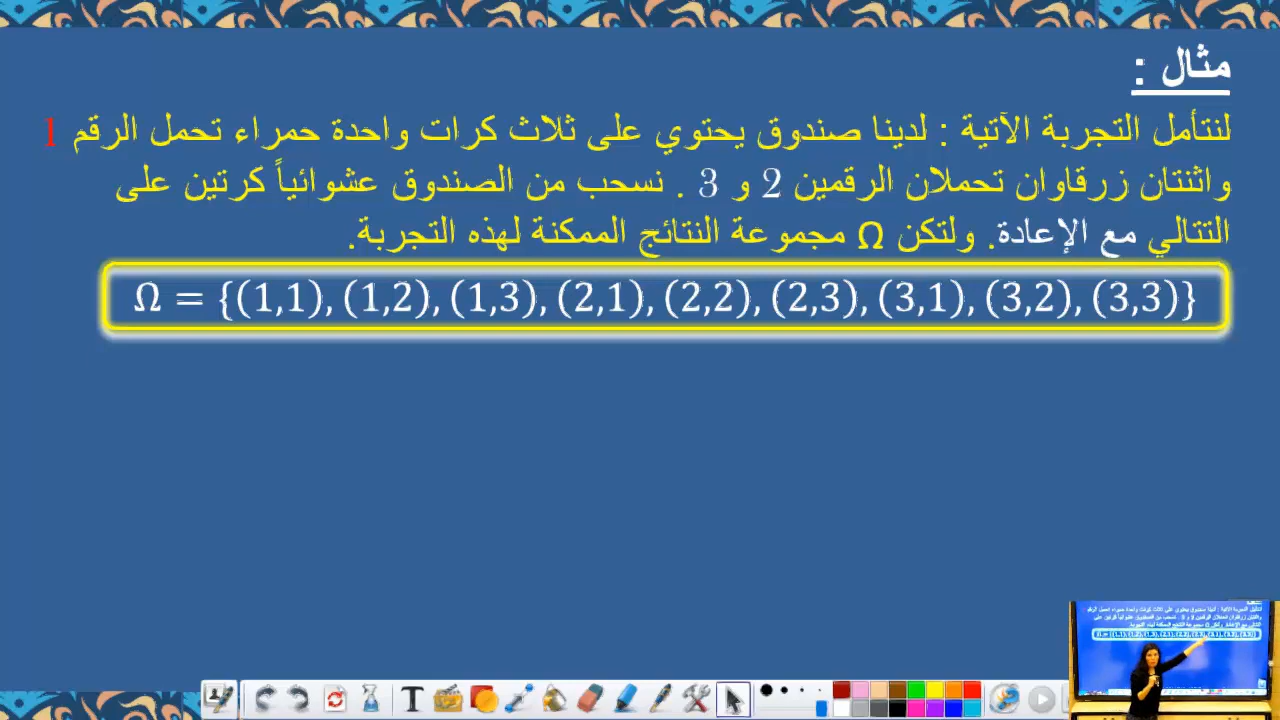 مثال :
لنتأمل التجربة الآتية : لدينا صندوق يحتوي على ثلاث كرات واحدة حمراء تحمل الرقم 1
واثنتان زرقاوان تحملان الرقمين 2 و 3 . نسحب من الصندوق عشوائياً كرتين على
التتالي مع الإعادة. ولتكن Ω مجموعة النتائج الممكنة لهذه التجربة.
Ω = {(1,1), (1,2), (1,3), (2,1), (2,2), (2,3), (3,1), (3,2), (3,3)}
T